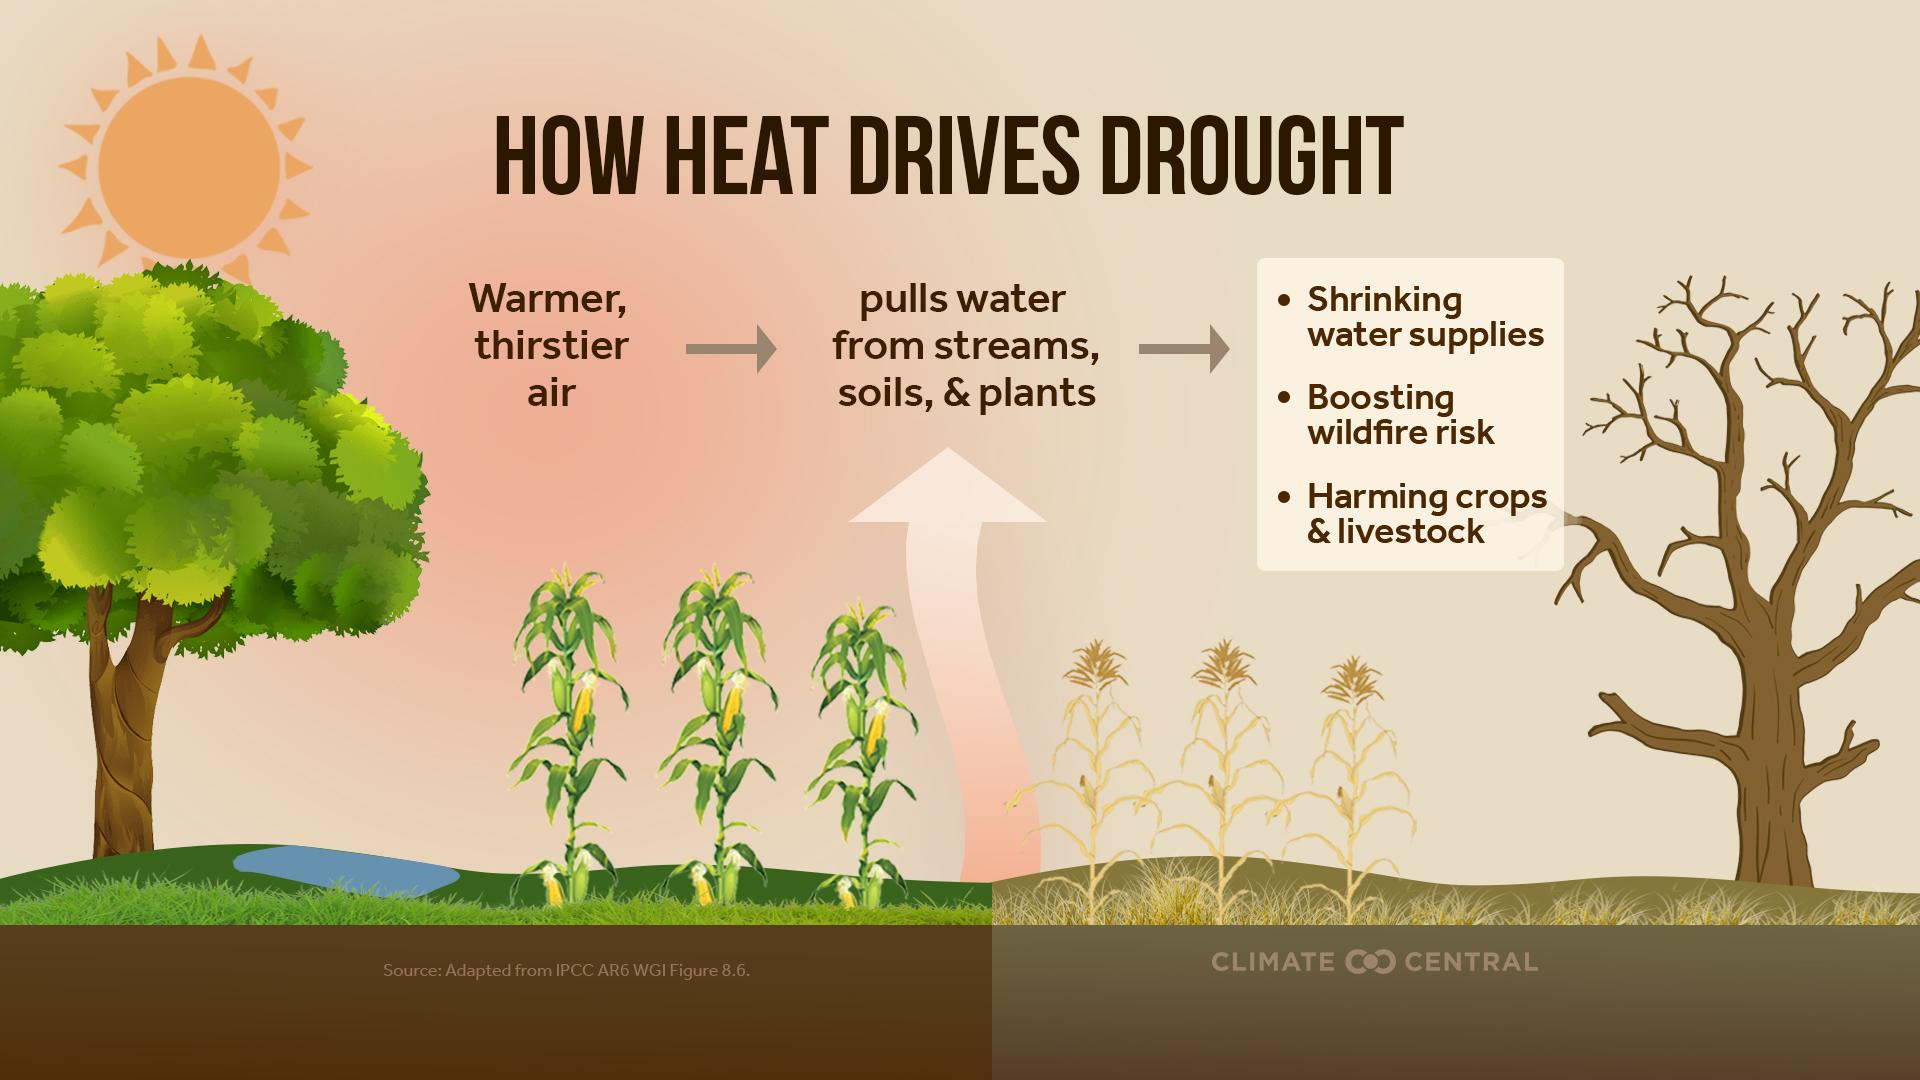 HOW HEAT DRIVES DROUGHT
Warmer,
thirstier
air
pulls water
from streams,
soils, & plants
• Shrinking
water supplies
• Boosting
wildfire risk
• Harming crops
& livestock
Source: Adapted from IPCC AR6 WGI Figure 8.6.
CLIMATE CENTRAL